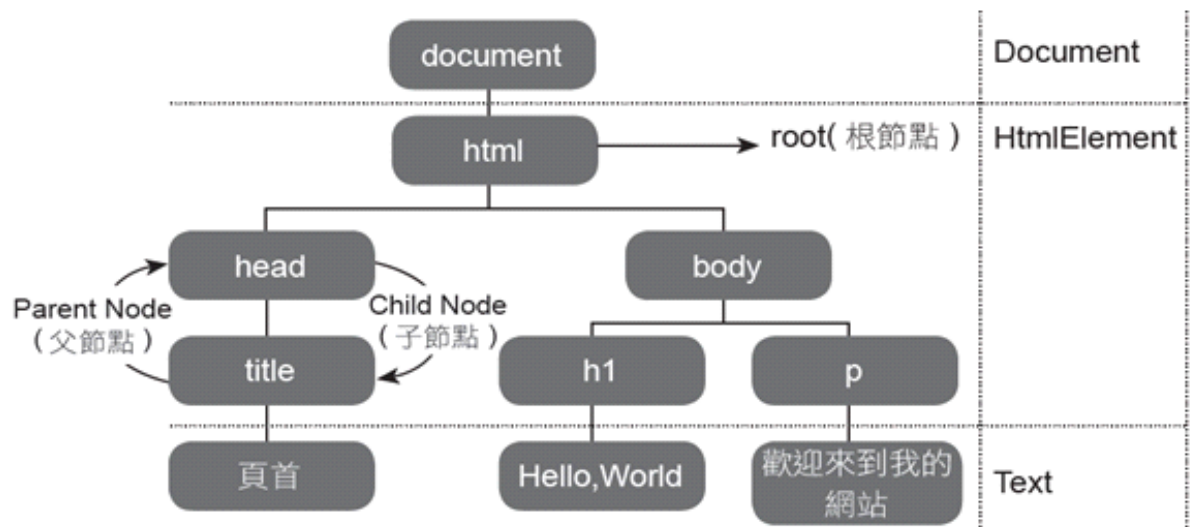 document
Document
html
root( 根節點 )
HtmlElement
head
body
Parent Node
( 父節點 )
Child Node
( 子節點 )
title
h1
p
頁首
Hello,World
歡迎來到我的
網站
Text